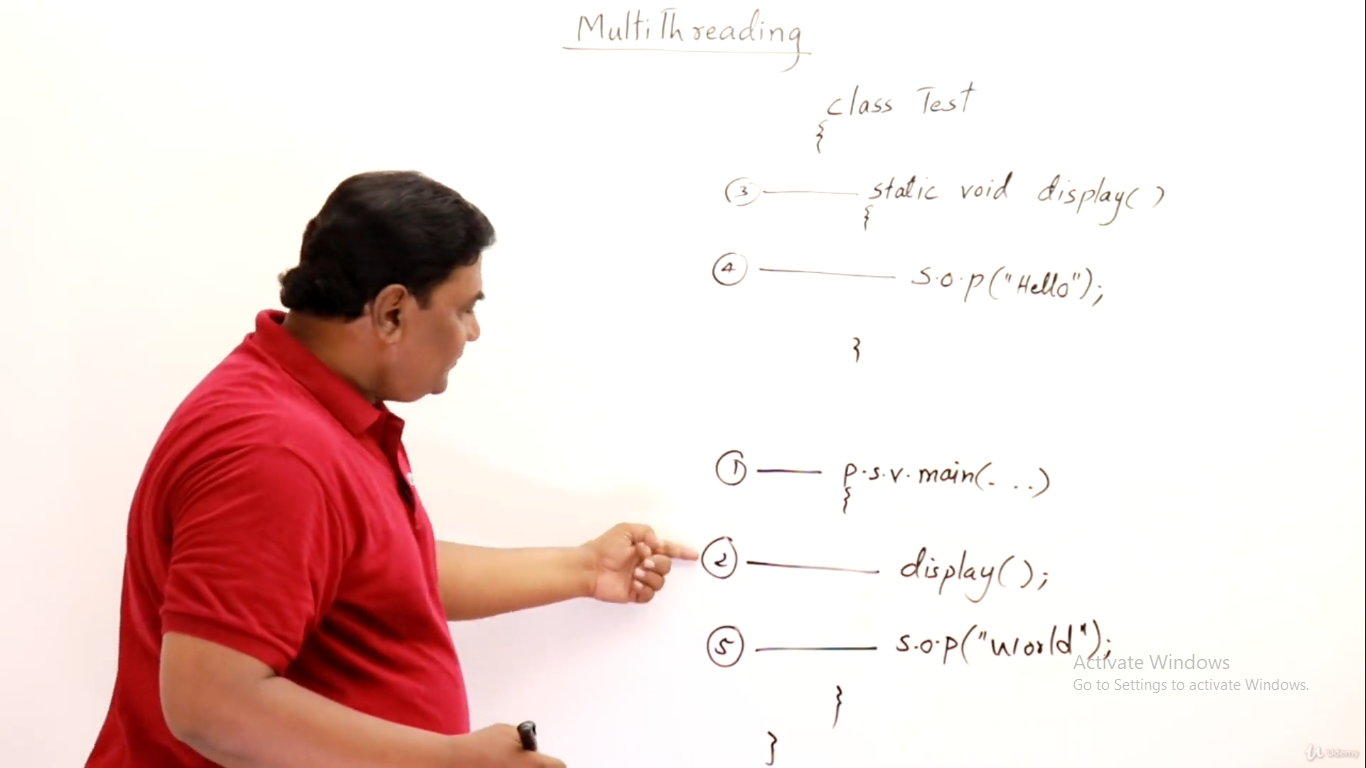 MultiThreading
class Test
{
3 static void display()
{
4 s.o.p("Hello");
}
1 p.s.v.main(. ..)
{
2 display();
5 s.o.p("World");
}
}
Activate Windows
Go to Settings to activate Windows.
Udemy